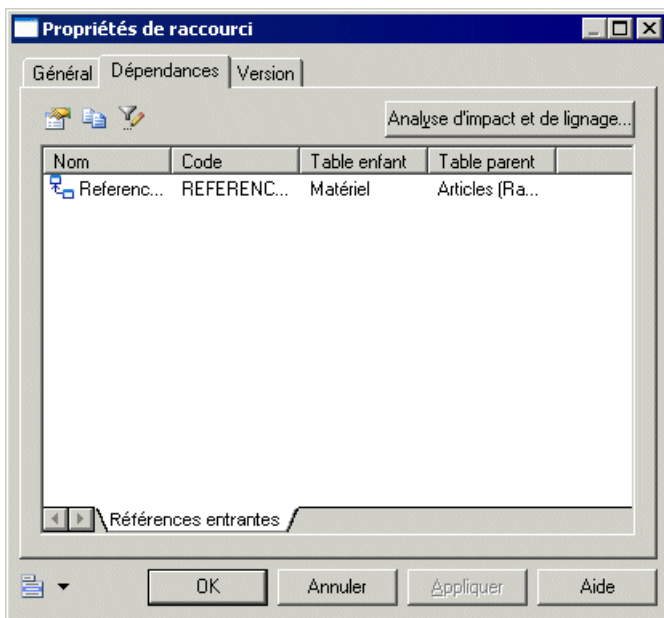 Propriétés de raccourci
Général Dépendances Version
Analyse d'impact et de lignage...
Nom Code Table enfant Table parent
Referenc... REFERENC... Matériel Articles (Ra...
Références entrantes
OK Annuler Appliquer Aide